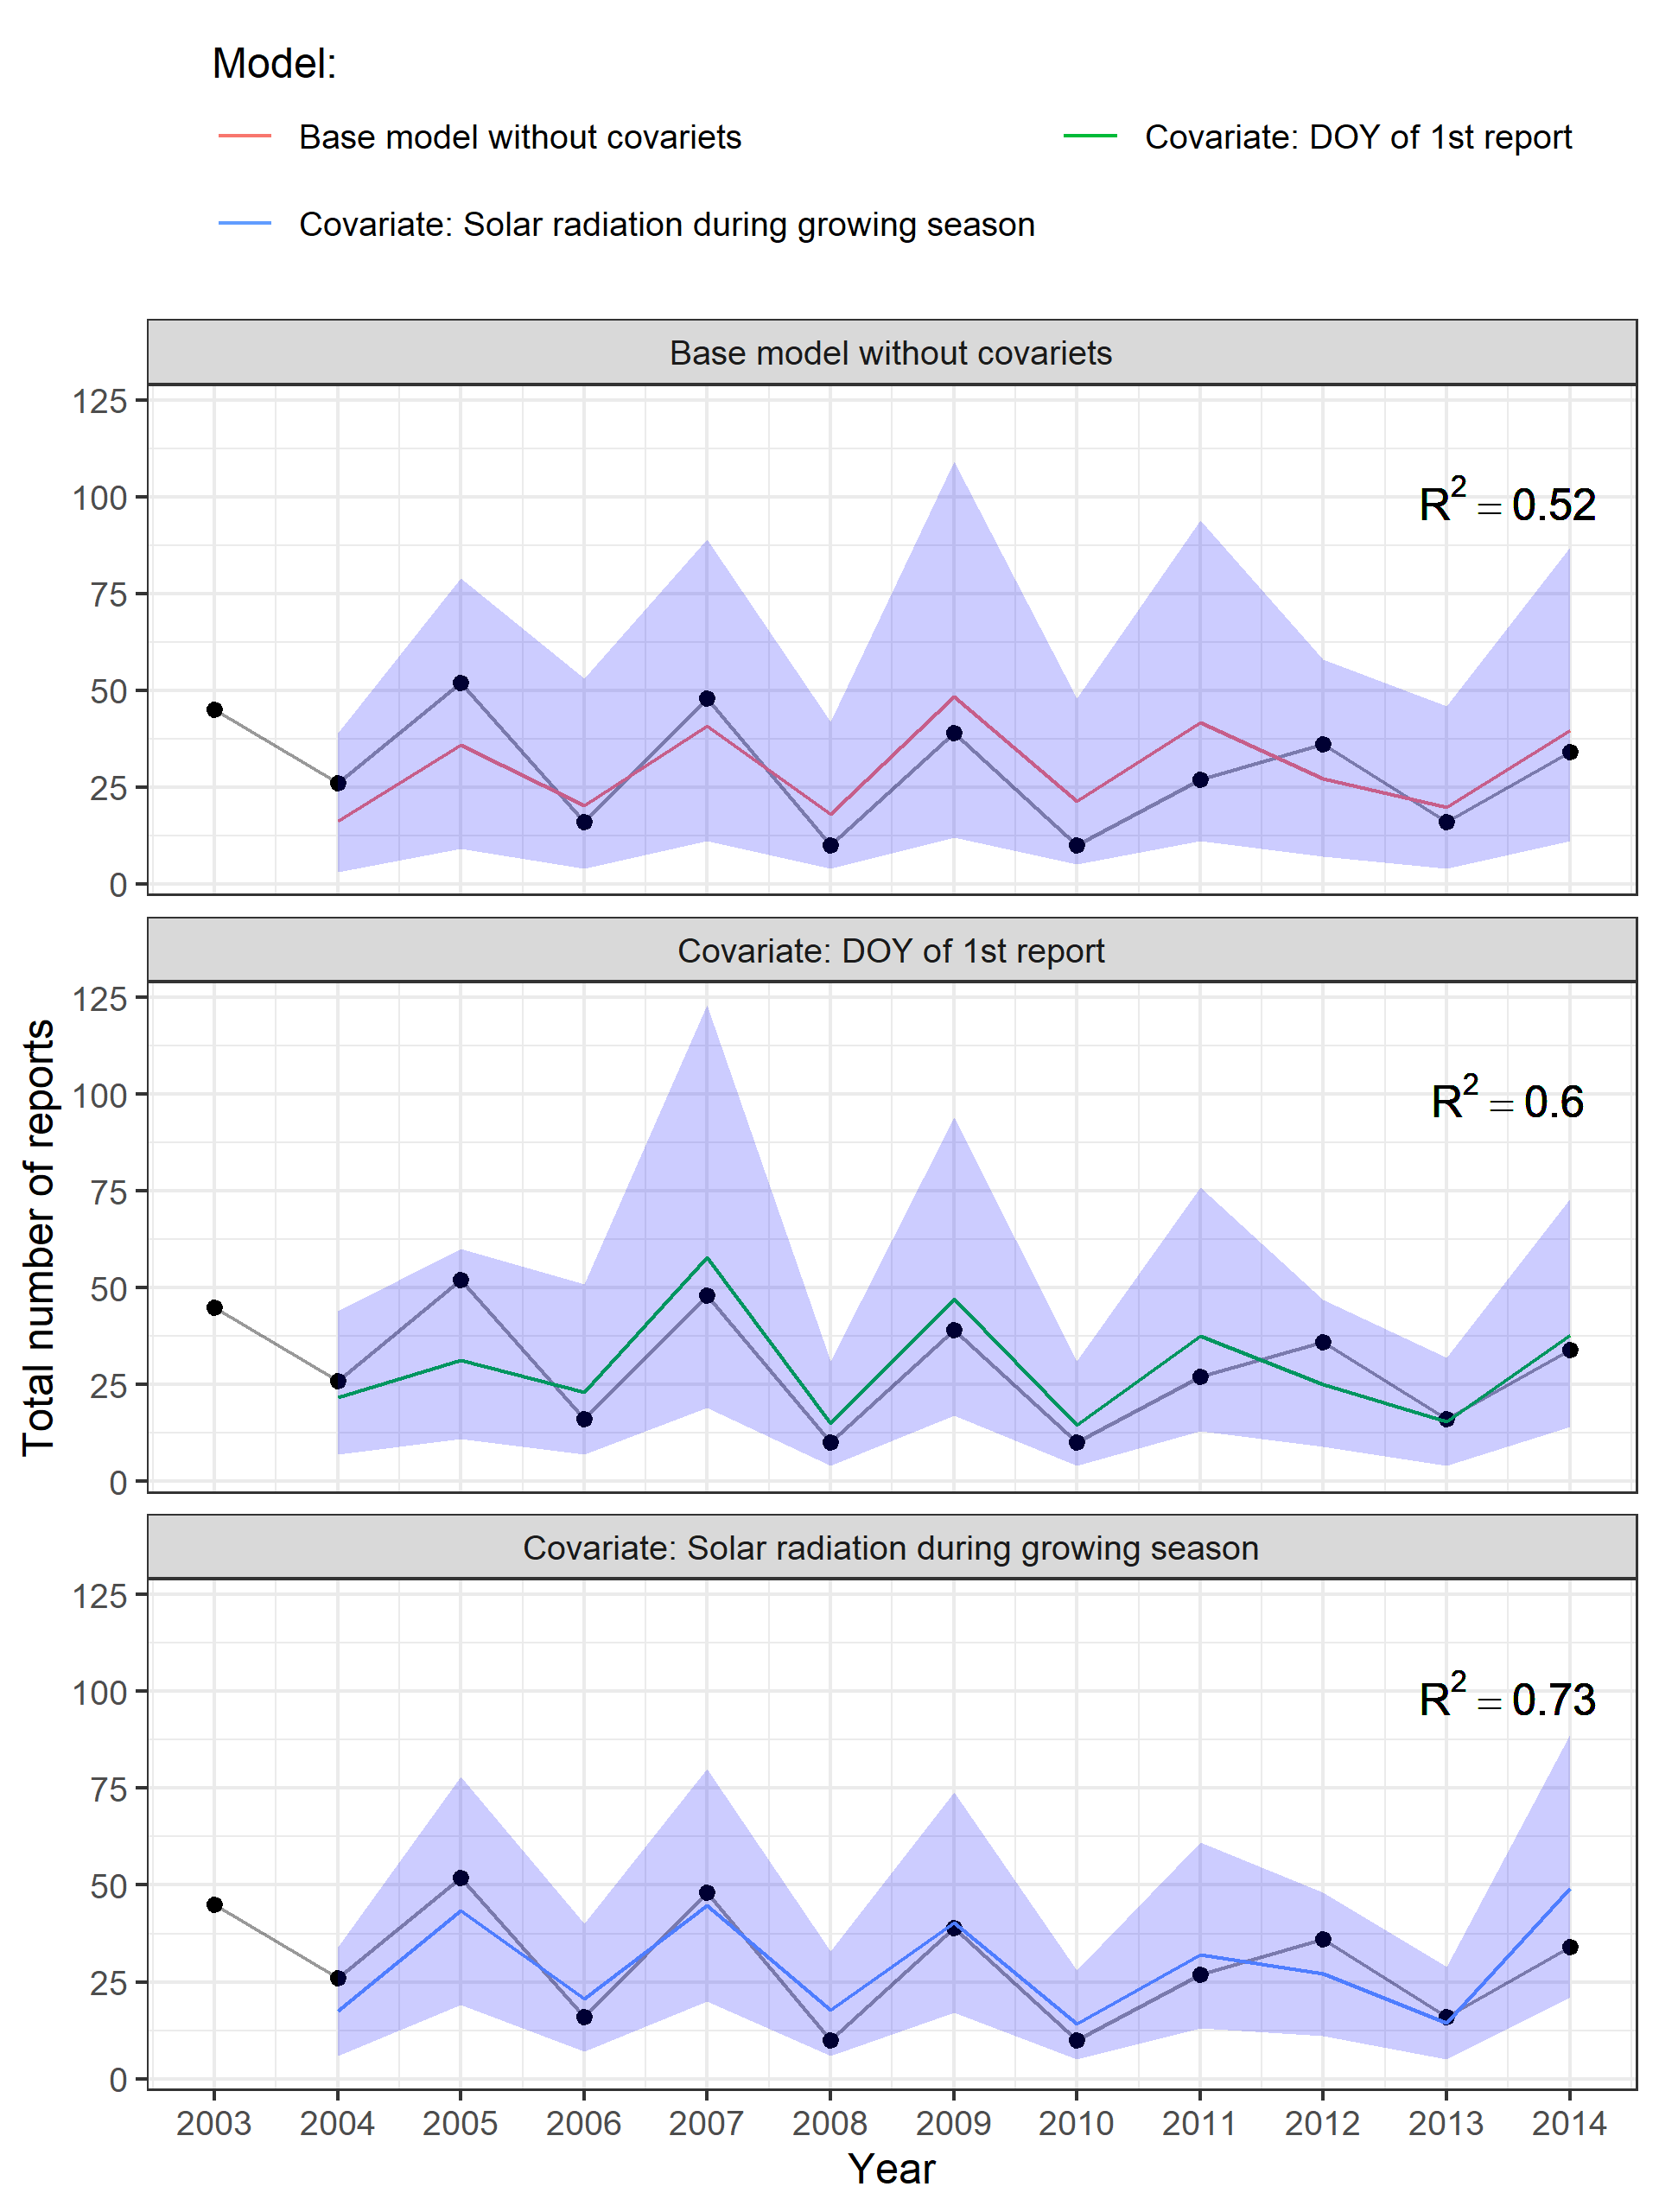 Model:
Base model without covariets
Covariate: DOY of 1st report
Covariate: Solar radiation during growing season
Base model without covariets
125
100
75
50
25
0
R² = 0.52
Covariate: DOY of 1st report
125
100
75
50
25
0
R² = 0.6
Covariate: Solar radiation during growing season
125
100
75
50
25
0
R² = 0.73
Total number of reports
2003 2004 2005 2006 2007 2008 2009 2010 2011 2012 2013 2014
Year